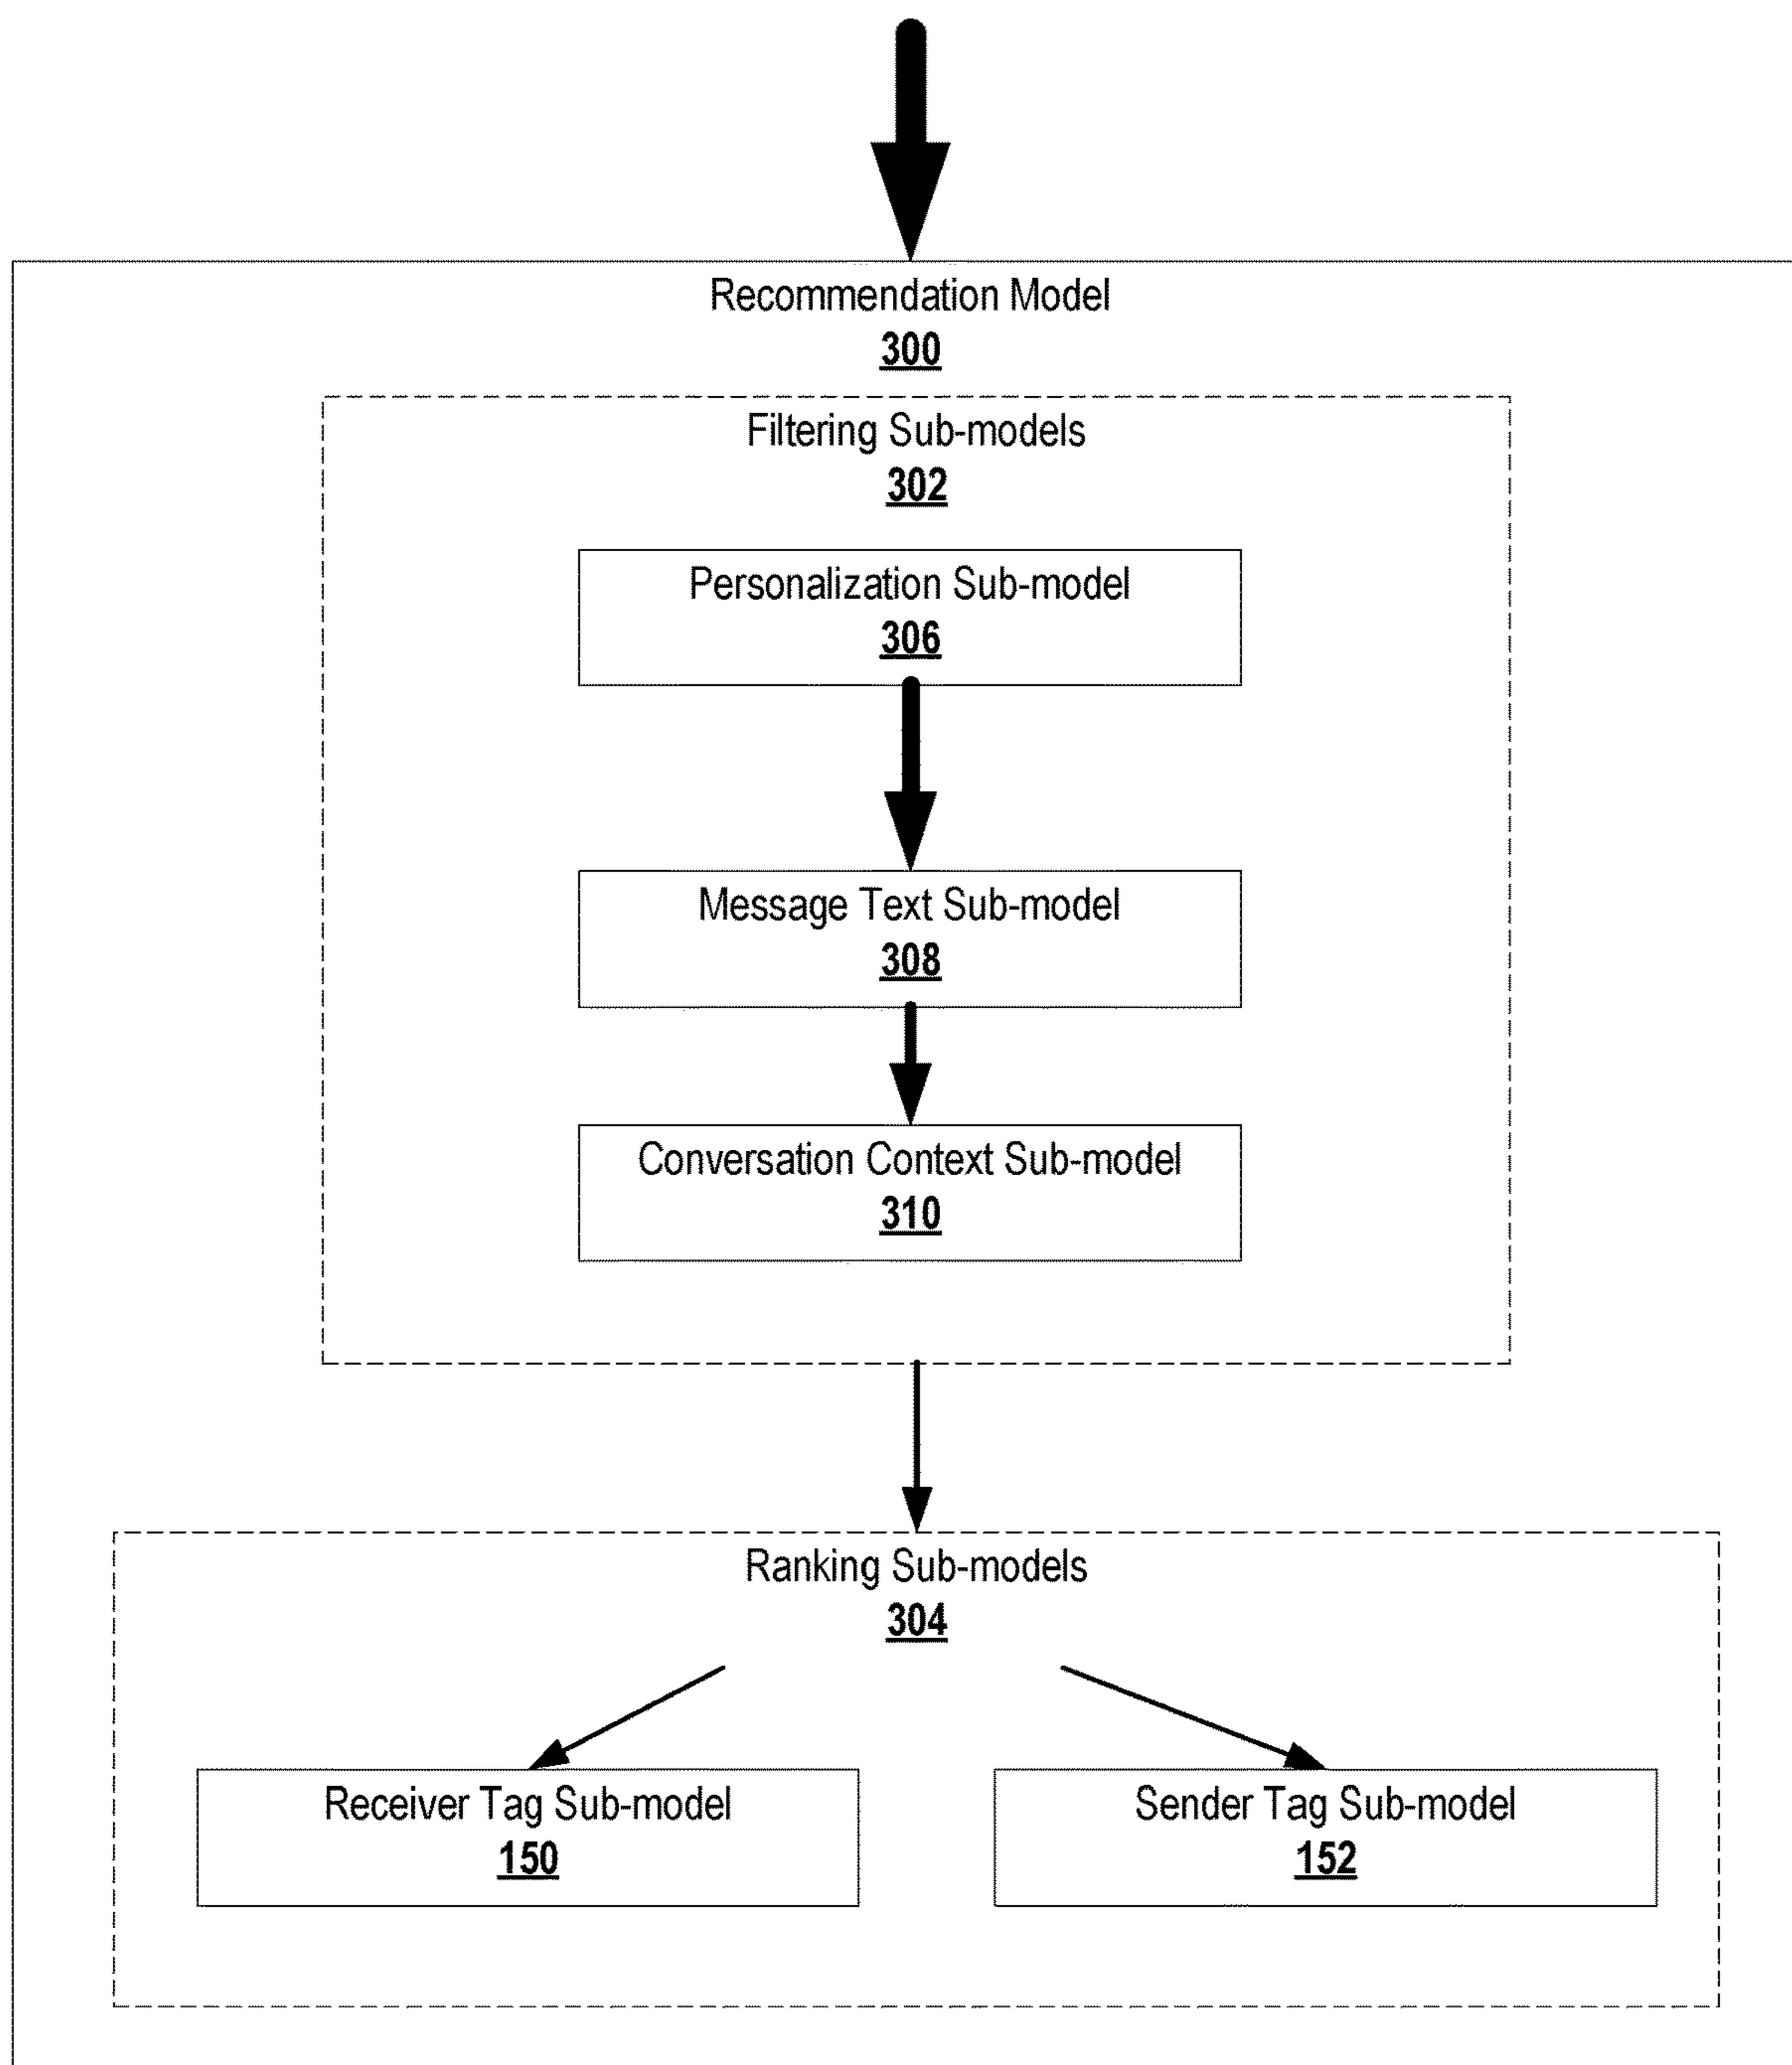 Recommendation Model
300
Filtering Sub-models
302
Personalization Sub-model
306
Message Text Sub-model
308
Conversation Context Sub-model
310
Ranking Sub-models
304
Receiver Tag Sub-model
150
Sender Tag Sub-model
152